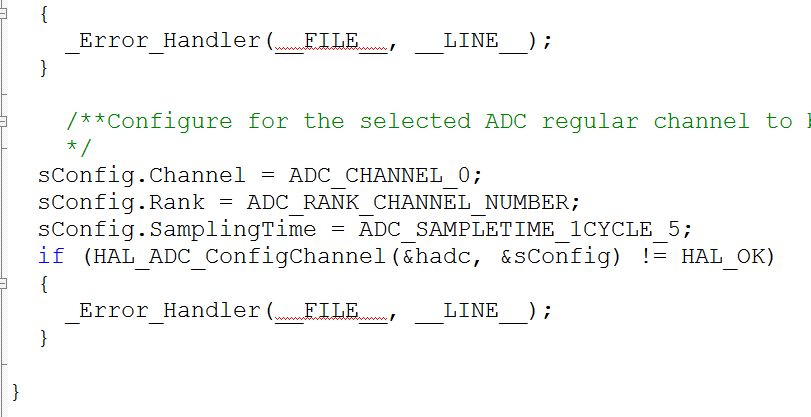 {
_Error_Handler(__FILE__, __LINE__);
}
/**Configure for the selected ADC regular channel to
*/
sConfig.Channel = ADC_CHANNEL_0;
sConfig.Rank = ADC_RANK_CHANNEL_NUMBER;
sConfig.SamplingTime = ADC_SAMPLETIME_1CYCLE_5;
if (HAL_ADC_ConfigChannel(&hadc, &sConfig) != HAL_OK)
{
_Error_Handler(__FILE__, __LINE__);
}
}